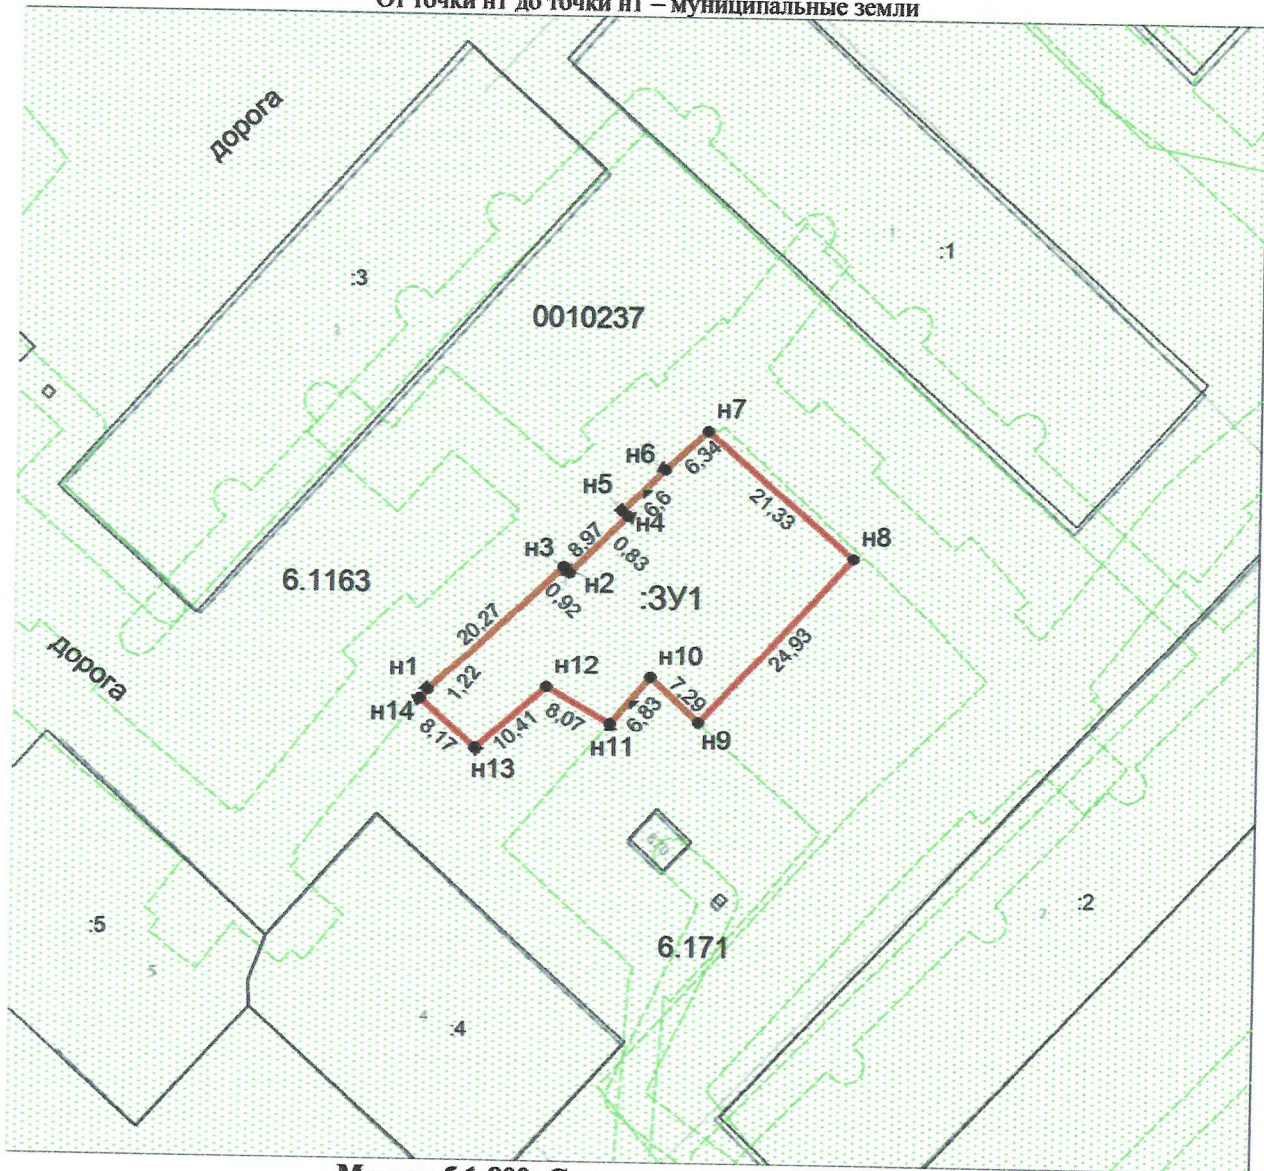 От точки н1 до точки н1 – муниципальные земли
дорога
:1
:3
0010237
н7
6,34
н6
21,33
н5
6,6
н4
н8
8,97
0,83
н3
н2
0,92
6.1163
:ЗУ1
20,27
24,93
дорога
н1
1,22
н12
н10
7,29
н14
8,17
10,41
8,07
6,83
н11
н9
н13
:5
5
6.171
:2
2
4
:4